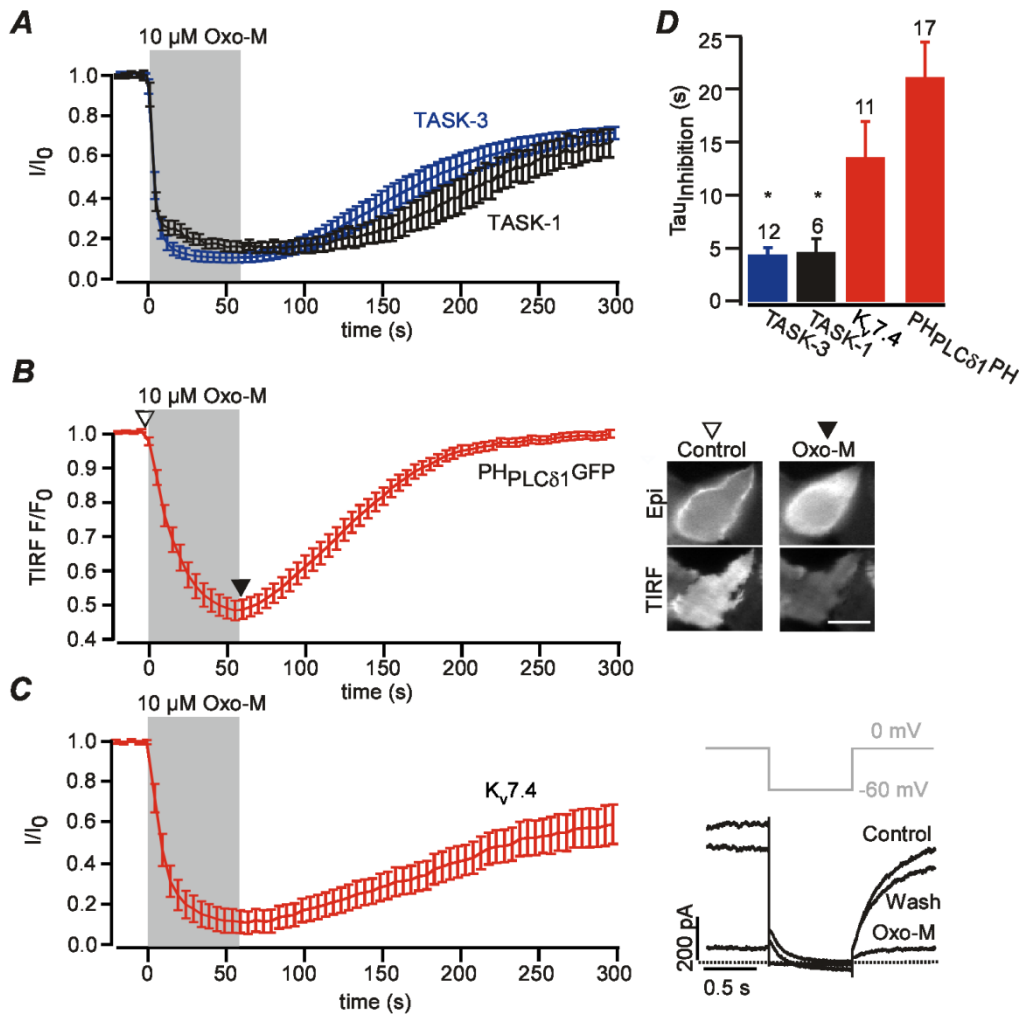 A
10 µM Oxo-M
1.0
0.8
0.6
0.4
0.2
0.0
I/I0
TASK-3
TASK-1
0 50 100 150 200 250 300
time (s)
D
25
20
15
10
5
0
TauInhibition (s)
12
*
6
*
11
17
TASK-3
TASK-1
Kv7.4
PHPLCδ1PH
B
10 µM Oxo-M
1.0
0.9
0.8
0.7
0.6
0.5
0.4
TIRF F/F0
PHPLCδ1GFP
0 50 100 150 200 250 300
time (s)
Control
Oxo-M
Epi
TIRF
C
10 µM Oxo-M
1.0
0.8
0.6
0.4
0.2
0.0
I/I0
Kv7.4
0 50 100 150 200 250 300
time (s)
0 mV
-60 mV
Control
Wash
Oxo-M
200 pA
0.5 s